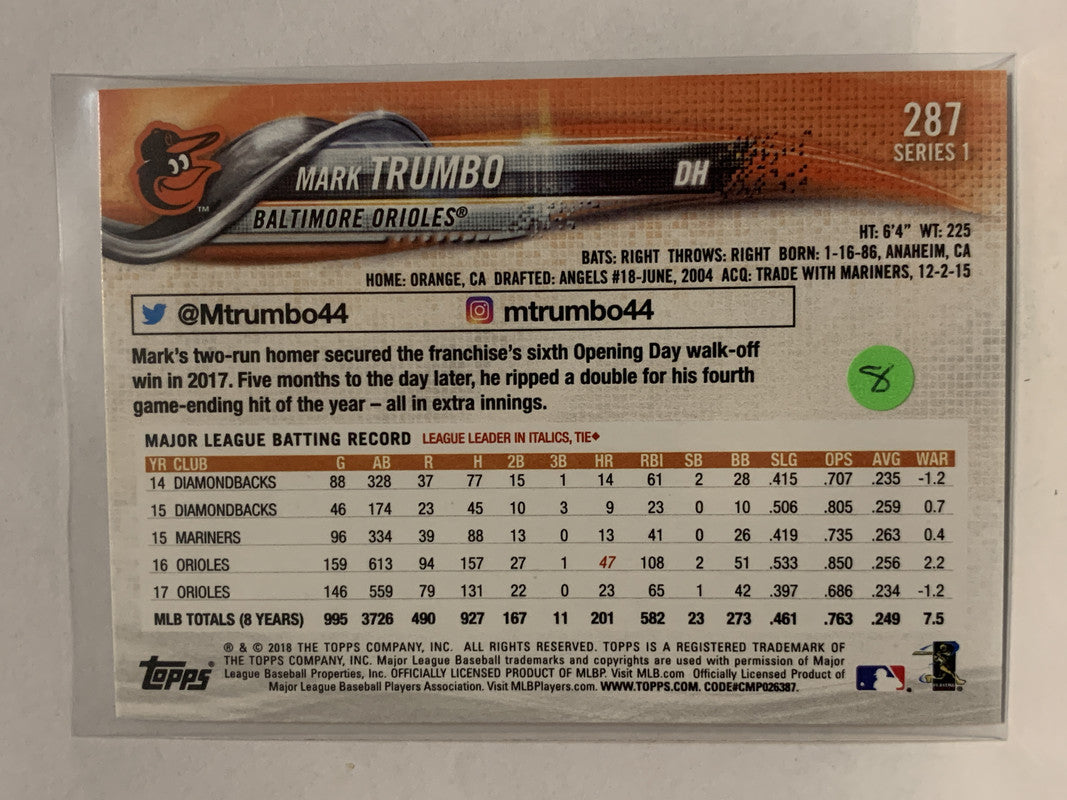 287
SERIES 1
MARK TRUMBO DH
TM
BALTIMORE ORIOLES®
HT: 6'4" WT: 225
BATS: RIGHT THROWS: RIGHT BORN: 1-16-86, ANAHEIM, CA
HOME: ORANGE, CA DRAFTED: ANGELS #18-JUNE, 2004 ACQ: TRADE WITH MARINERS, 12-2-15
@Mtrumbo44 mtrumbo44
Mark's two-run homer secured the franchise's sixth Opening Day walk-off
win in 2017. Five months to the day later, he ripped a double for his fourth
game-ending hit of the year – all in extra innings.
8
MAJOR LEAGUE BATTING RECORD LEAGUE LEADER IN ITALICS, TIE◆
YR CLUB G AB R H 2B 3B HR RBI SB BB SLG OPS AVG WAR
14 DIAMONDBACKS 88 328 37 77 15 1 14 61 2 28 .415 .707 .235 -1.2
15 DIAMONDBACKS 46 174 23 45 10 3 9 23 0 10 .506 .805 .259 0.7
15 MARINERS 96 334 39 88 13 0 13 41 0 26 .419 .735 .263 0.4
16 ORIOLES 159 613 94 157 27 1 47 108 2 51 .533 .850 .256 2.2
17 ORIOLES 146 559 79 131 22 0 23 65 1 42 .397 .686 .234 -1.2
MLB TOTALS (8 YEARS) 995 3726 490 927 167 11 201 582 23 273 .461 .763 .249 7.5
® & © 2018 THE TOPPS COMPANY, INC. ALL RIGHTS RESERVED. TOPPS IS A REGISTERED TRADEMARK OF
THE TOPPS COMPANY, INC. Major League Baseball trademarks and copyrights are used with permission of Major
League Baseball Properties, Inc. OFFICIALLY LICENSED PRODUCT OF MLBP. Visit MLB.com Officially Licensed Product of
Major League Baseball Players Association. Visit MLBPlayers.com. WWW.TOPPS.COM. CODE#CMP026387.
topps®